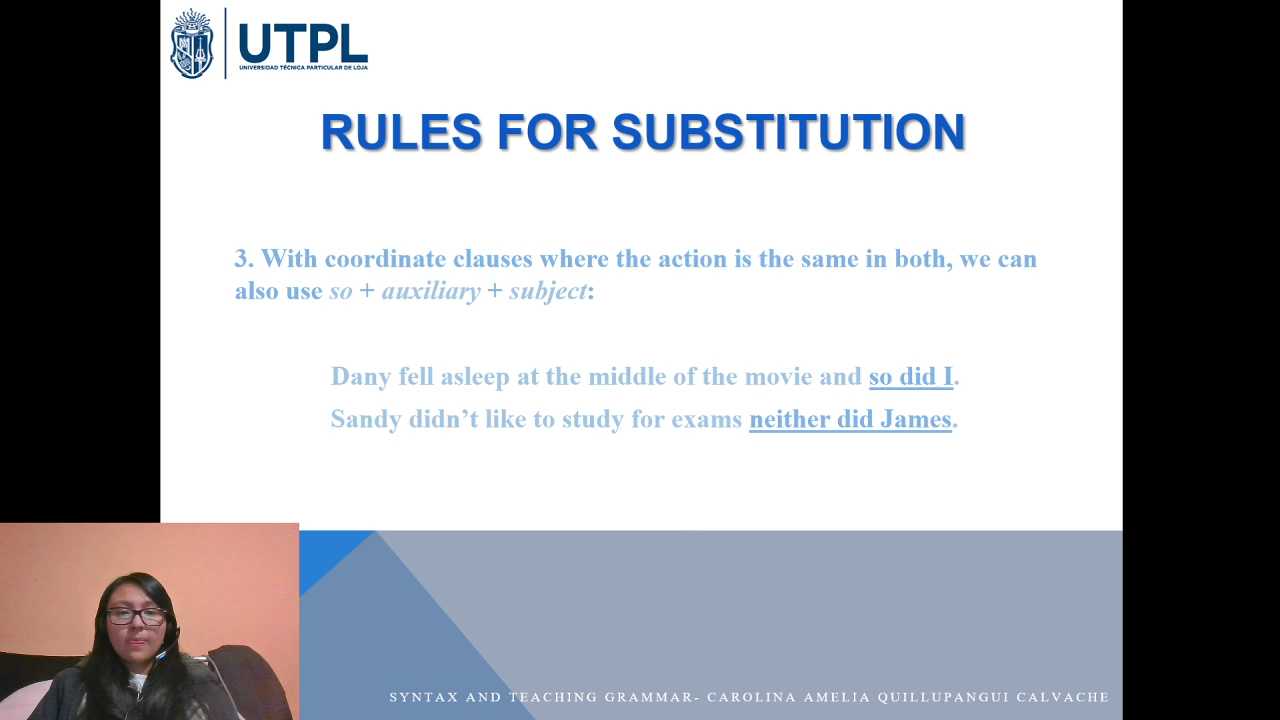 UTPL
UNIVERSIDAD TÉCNICA PARTICULAR DE LOJA
RULES FOR SUBSTITUTION
3. With coordinate clauses where the action is the same in both, we can
also use so + auxiliary + subject:
Dany fell asleep at the middle of the movie and so did I.
Sandy didn’t like to study for exams neither did James.
SYNTAX AND TEACHING GRAMMAR- CAROLINA AMELIA QUILLUPANGUI CALVACHE